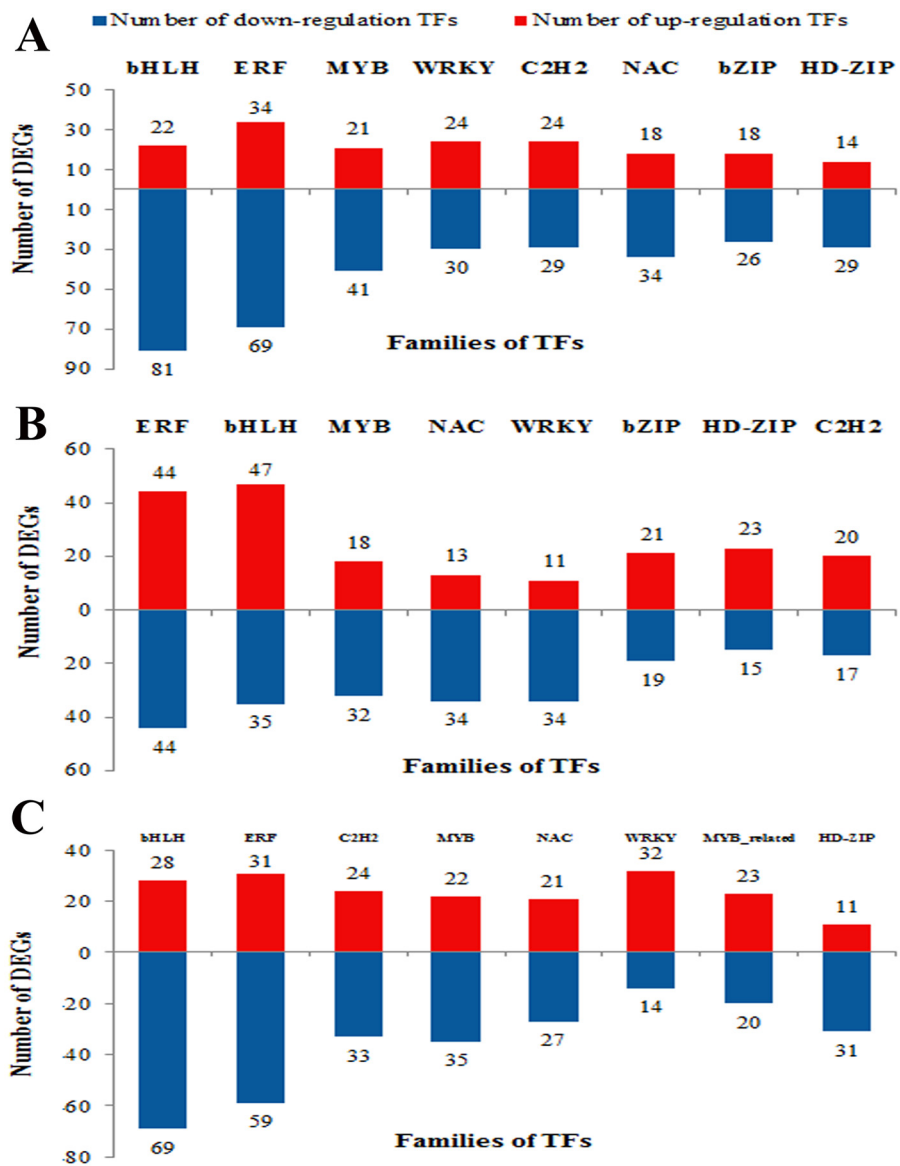 Number of down-regulation TFs Number of up-regulation TFs
A
bHLH ERF MYB WRKY C2H2 NAC bZIP HD-ZIP
50
30
10
10
30
50
70
90
Number of DEGs
22 34 21 24 24 18 18 14
81 69 41 30 29 34 26 29
Families of TFs
B
ERF bHLH MYB NAC WRKY bZIP HD-ZIP C2H2
60
40
20
0
20
40
60
Number of DEGs
44 47 18 13 11 21 23 20
44 35 32 34 34 19 15 17
Families of TFs
C
bHLH ERF C2H2 MYB NAC WRKY MYB_related HD-ZIP
40
20
0
-20
-40
-60
-80
Number of DEGs
28 31 24 22 21 32 23 11
69 59 33 35 27 14 20 31
Families of TFs